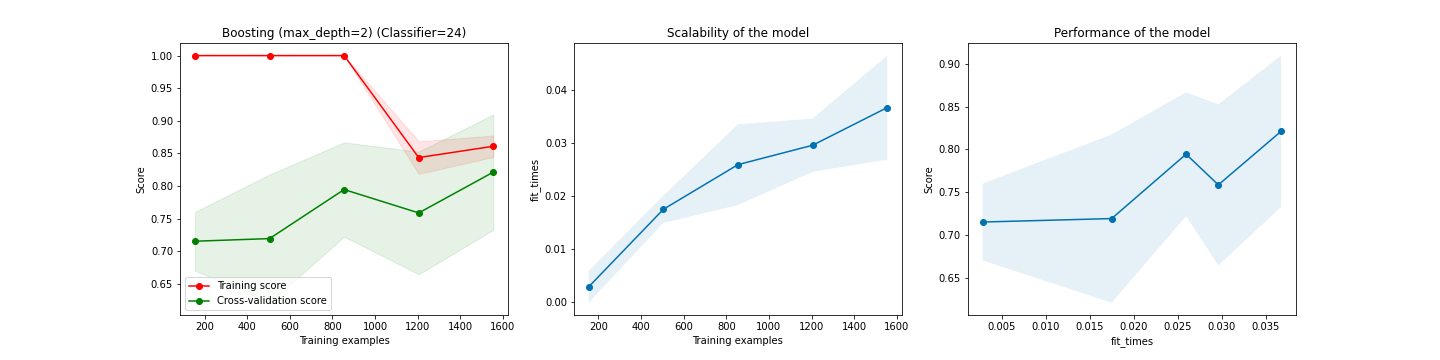 Boosting (max_depth=2) (Classifier=24)
1.00
0.95
0.90
0.85
0.80
0.75
0.70
0.65
Score
Training score
Cross-validation score
200 400 600 800 1000 1200 1400 1600
Training examples
Scalability of the model
0.04
0.03
0.02
0.01
0.00
fit_times
200 400 600 800 1000 1200 1400 1600
Training examples
Performance of the model
0.90
0.85
0.80
0.75
0.70
0.65
Score
0.005 0.010 0.015 0.020 0.025 0.030 0.035
fit_times